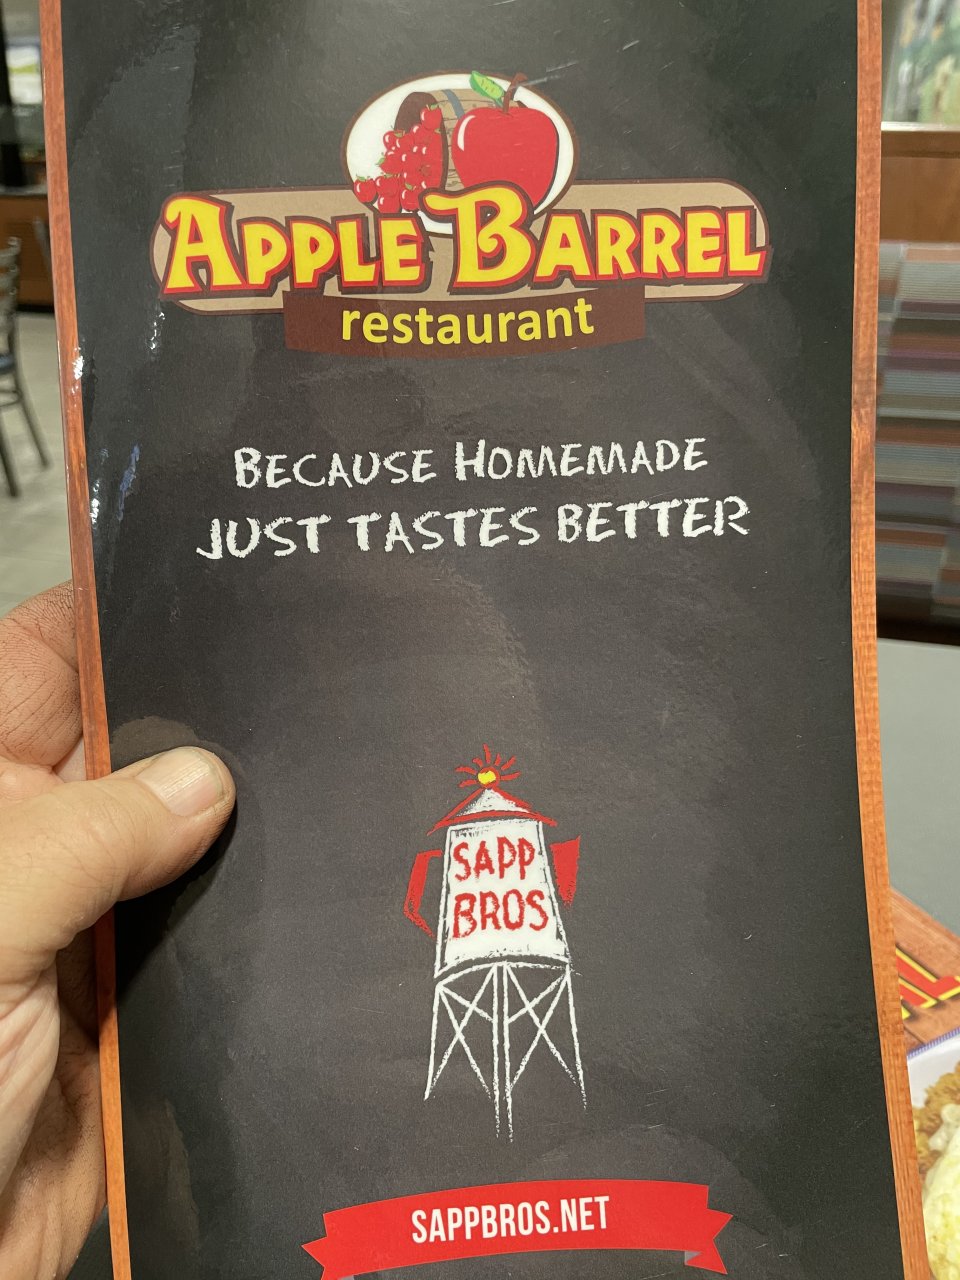 APPLE BARREL
restaurant
BECAUSE HOMEMADE
JUST TASTES BETTER
SAPP
BROS
SAPPBROS.NET